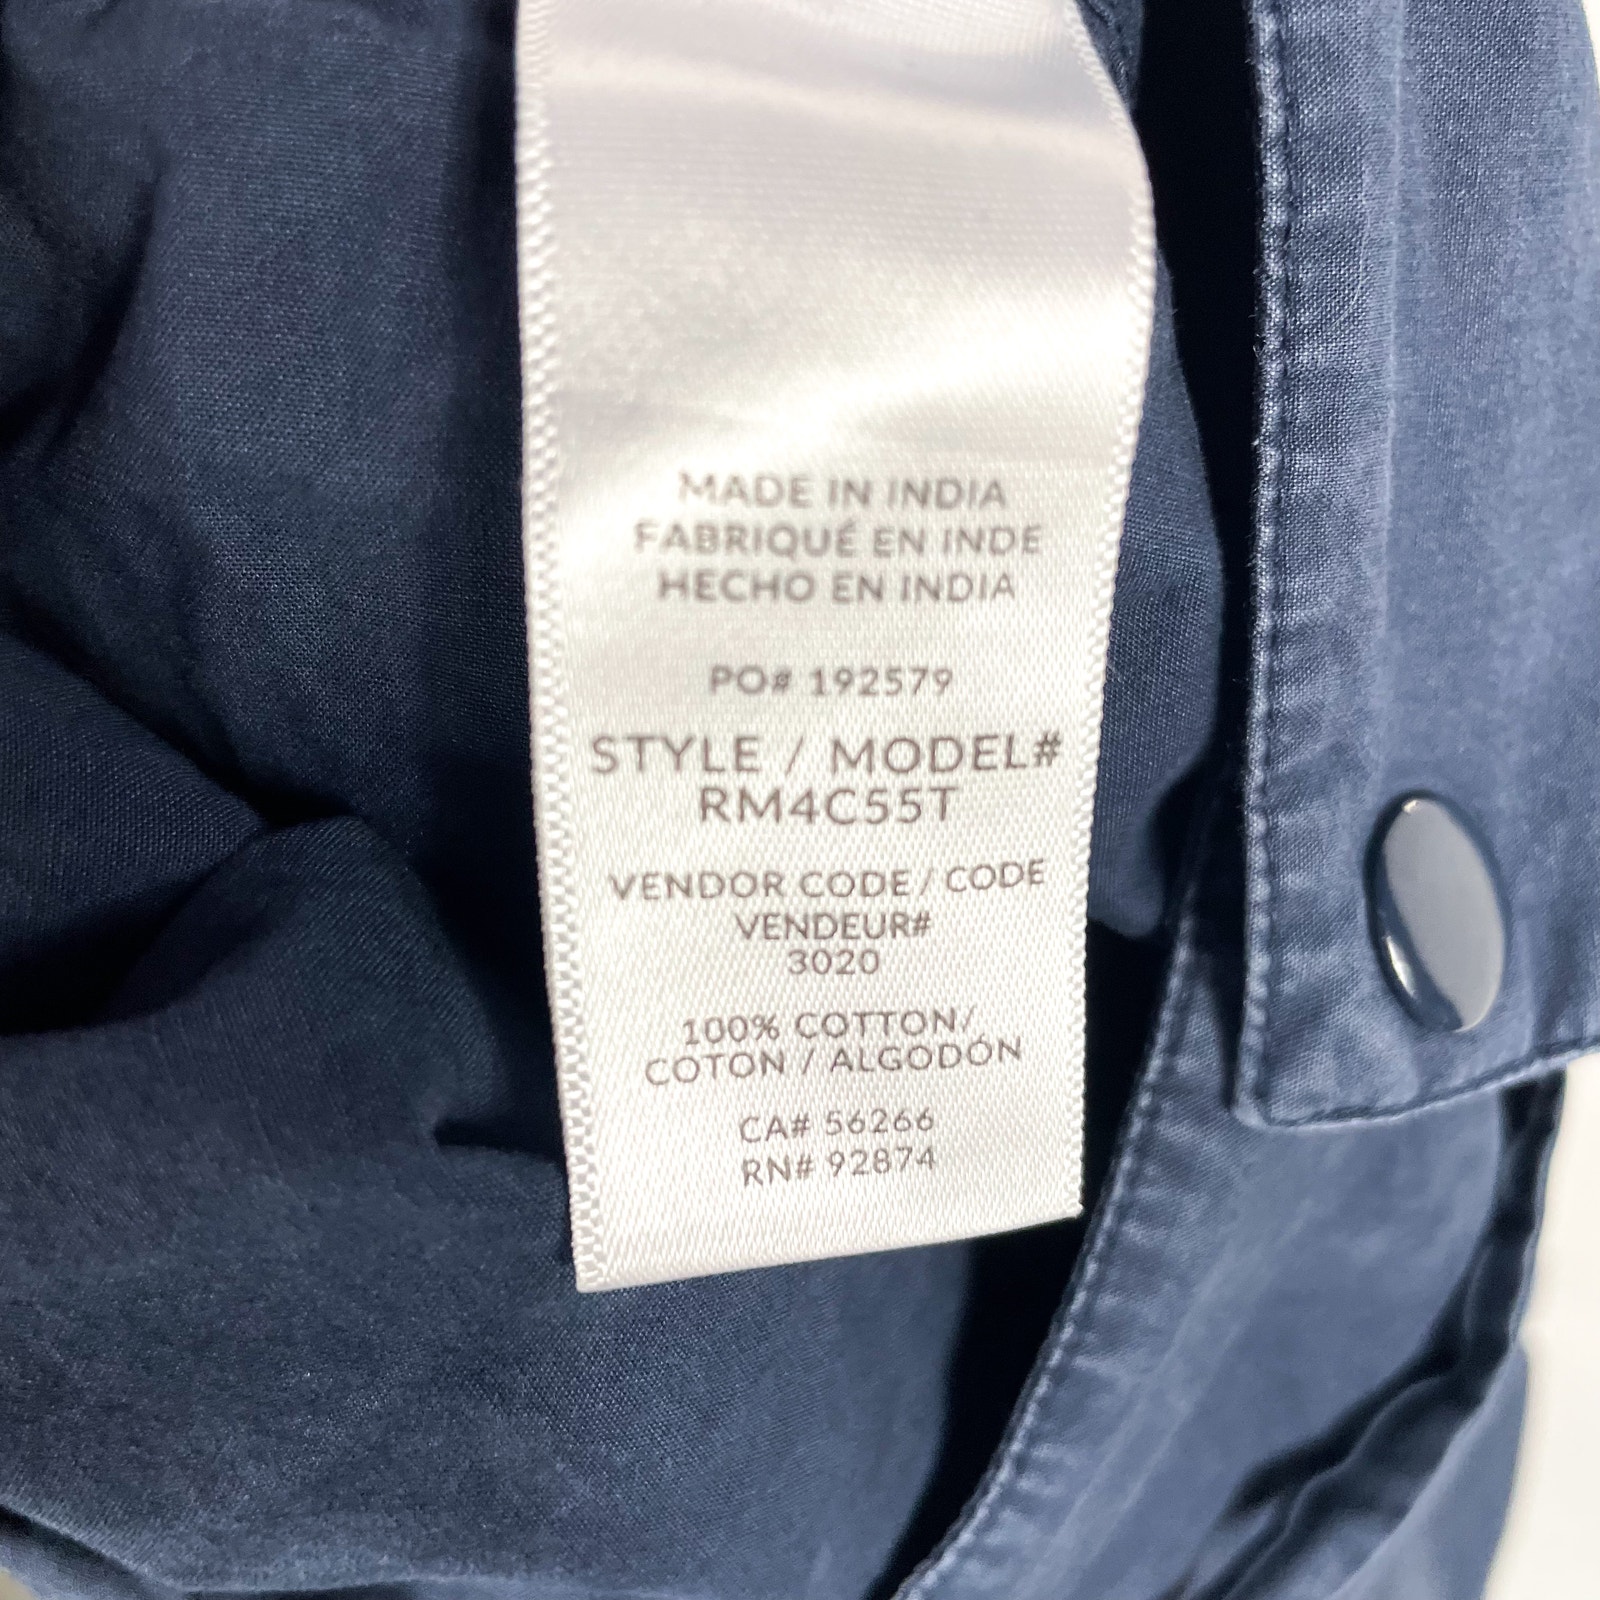 MADE IN INDIA
FABRIQUÉ EN INDE
HECHO EN INDIA
PO# 192579
STYLE / MODEL#
RM4C55T
VENDOR CODE / CODE
VENDEUR#
3020
100% COTTON/
COTON / ALGODÓN
CA# 56266
RN# 92874